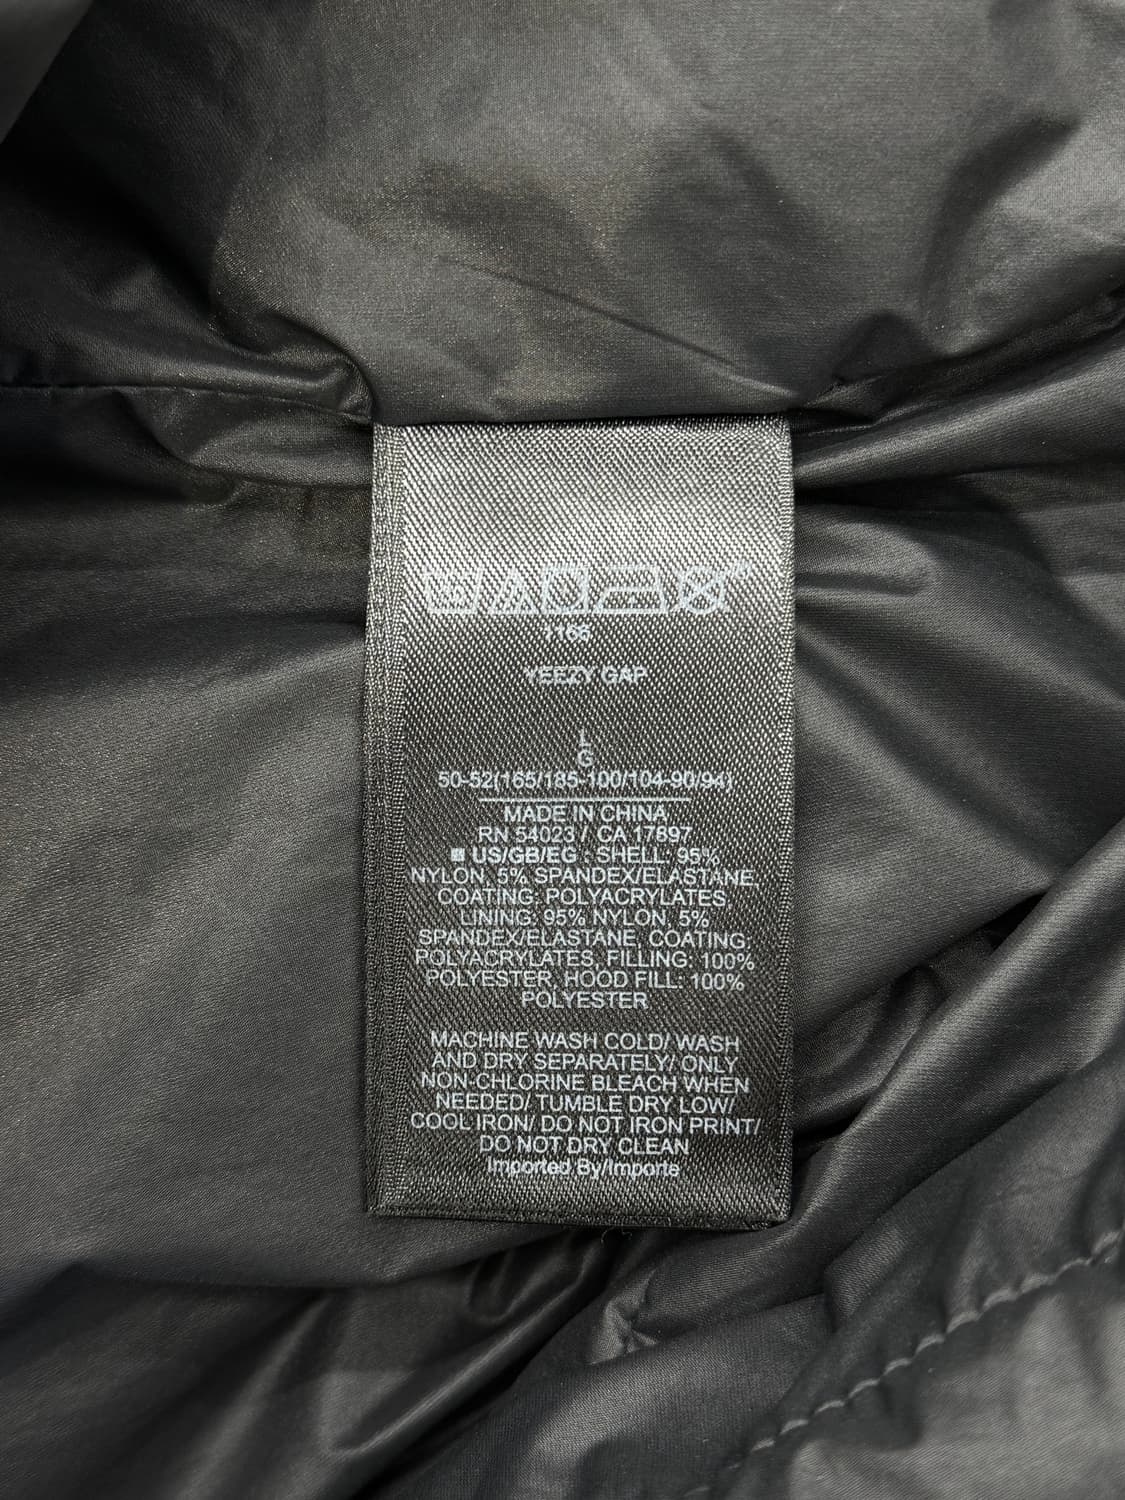 1166
YEEZY GAP
L
G
50-52(165/185-100/104-90/94)
MADE IN CHINA
RN 54023 / CA 17897
US/GB/EG : SHELL: 95%
NYLON, 5% SPANDEX/ELASTANE,
COATING: POLYACRYLATES,
LINING: 95% NYLON, 5%
SPANDEX/ELASTANE, COATING:
POLYACRYLATES, FILLING: 100%
POLYESTER, HOOD FILL: 100%
POLYESTER
MACHINE WASH COLD/ WASH
AND DRY SEPARATELY/ ONLY
NON-CHLORINE BLEACH WHEN
NEEDED/ TUMBLE DRY LOW/
COOL IRON/ DO NOT IRON PRINT/
DO NOT DRY CLEAN
Imported By/Importe